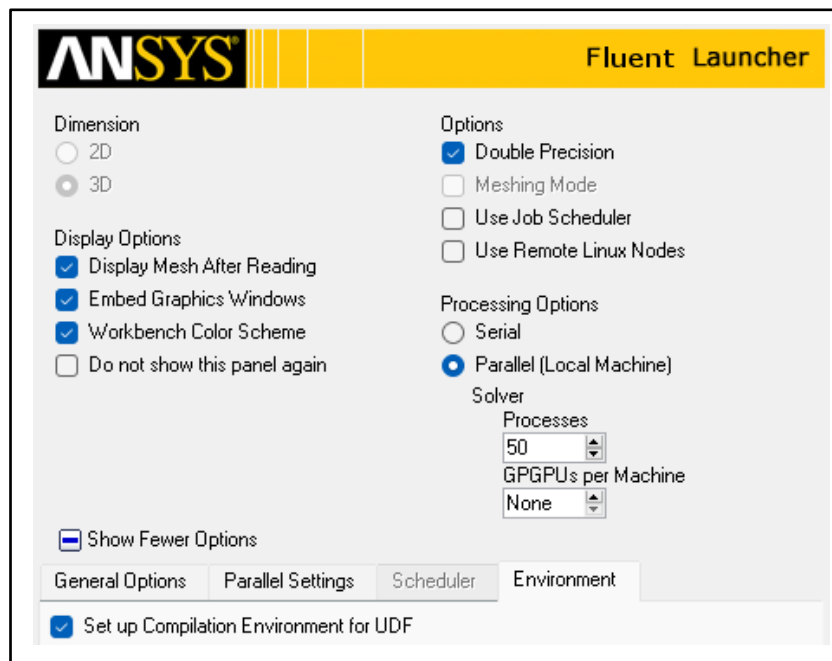 ANSYS Fluent Launcher
Dimension
2D
3D
Display Options
Display Mesh After Reading
Embed Graphics Windows
Workbench Color Scheme
Do not show this panel again
Options
Double Precision
Meshing Mode
Use Job Scheduler
Use Remote Linux Nodes
Processing Options
Serial
Parallel (Local Machine)
Solver
Processes
50
GPGPUs per Machine
None
Show Fewer Options
General Options Parallel Settings Scheduler Environment
Set up Compilation Environment for UDF